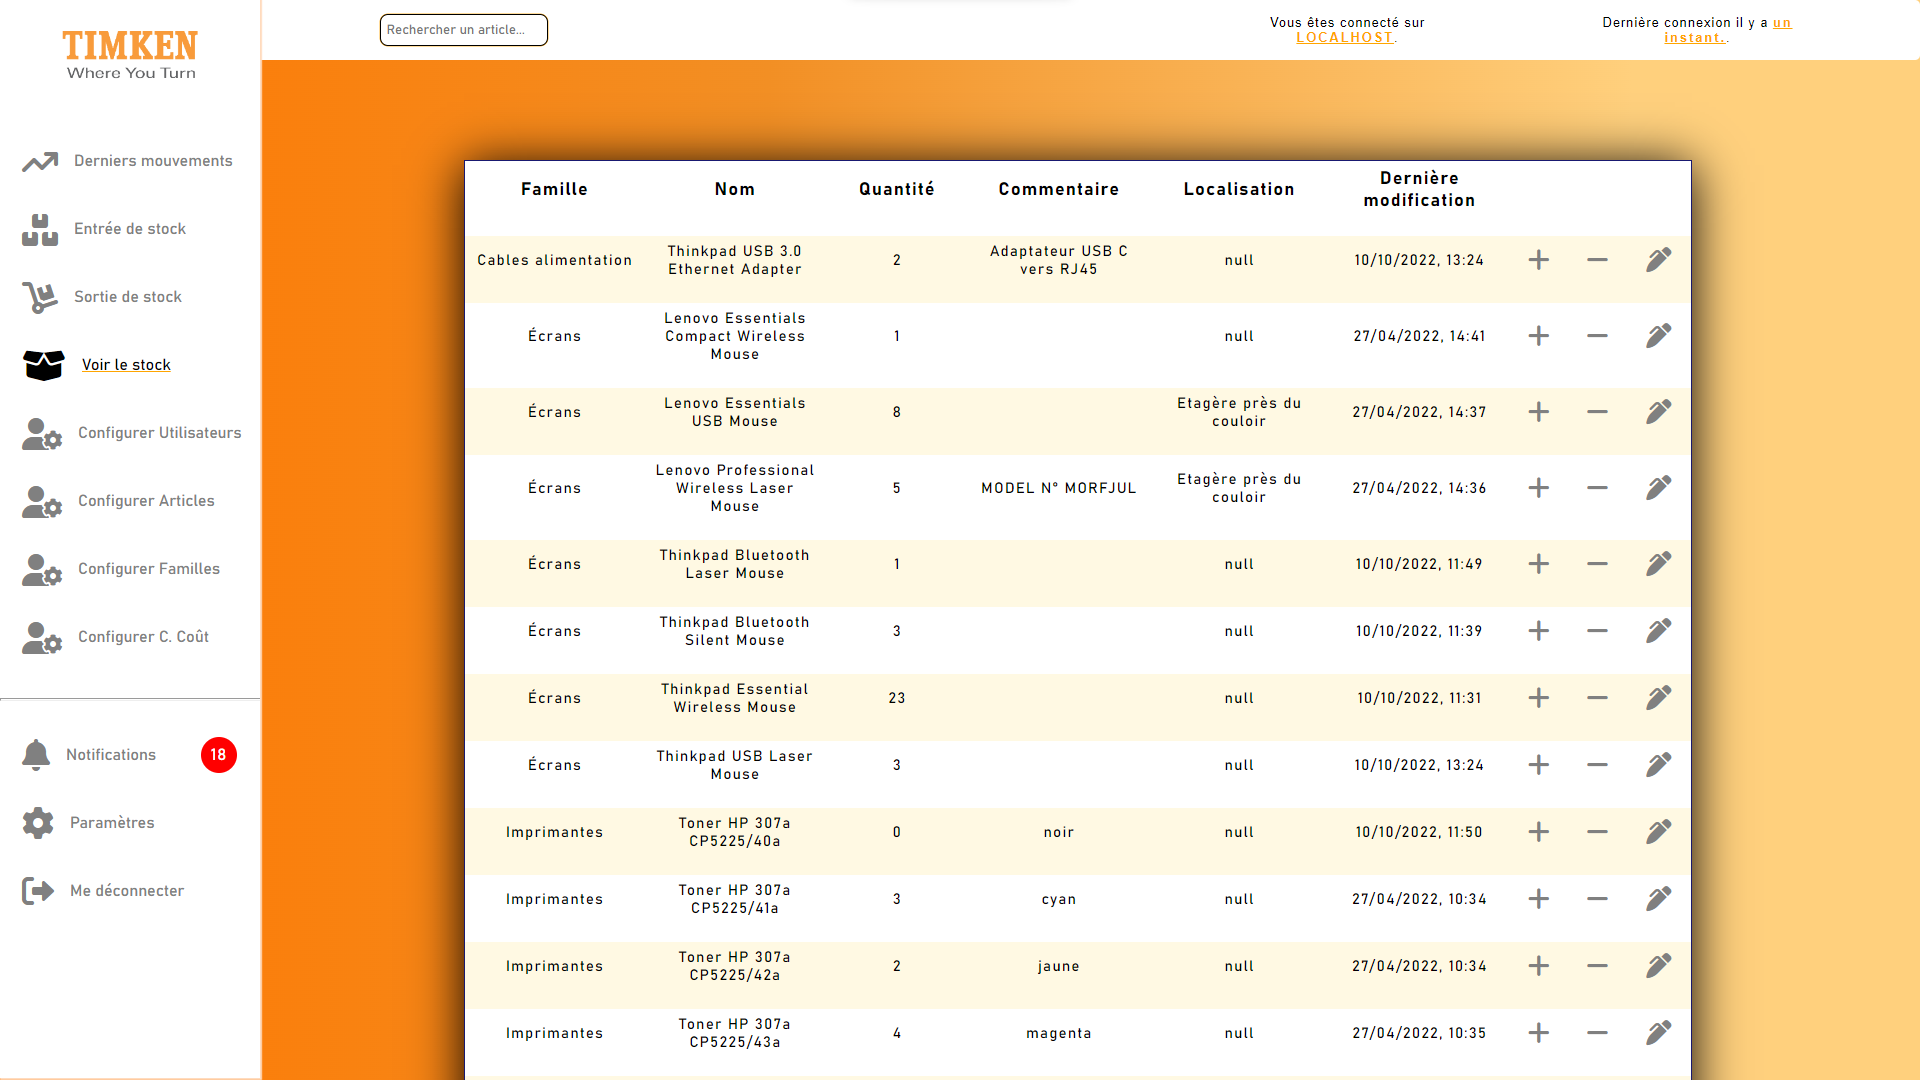 TIMKEN
Where You Turn
Derniers mouvements
Entrée de stock
Sortie de stock
Voir le stock
Configurer Utilisateurs
Configurer Articles
Configurer Familles
Configurer C. Coût
Notifications 18
Paramètres
Me déconnecter
Rechercher un article...
Vous êtes connecté sur
LOCALHOST.
Dernière connexion il y a un
instant..
Famille Nom Quantité Commentaire Localisation Dernière
modification
Cables alimentation Thinkpad USB 3.0 2 Adaptateur USB C null 10/10/2022, 13:24
Ethernet Adapter vers RJ45
Lenovo Essentials
Écrans Compact Wireless 1 null 27/04/2022, 14:41
Mouse
Écrans Lenovo Essentials 8 Etagère près du 27/04/2022, 14:37
USB Mouse couloir
Lenovo Professional
Écrans Wireless Laser 5 MODEL N° MORFJUL Etagère près du 27/04/2022, 14:36
Mouse couloir
Écrans Thinkpad Bluetooth 1 null 10/10/2022, 11:49
Laser Mouse
Écrans Thinkpad Bluetooth 3 null 10/10/2022, 11:39
Silent Mouse
Écrans Thinkpad Essential 23 null 10/10/2022, 11:31
Wireless Mouse
Écrans Thinkpad USB Laser 3 null 10/10/2022, 13:24
Mouse
Imprimantes Toner HP 307a 0 noir null 10/10/2022, 11:50
CP5225/40a
Imprimantes Toner HP 307a 3 cyan null 27/04/2022, 10:34
CP5225/41a
Imprimantes Toner HP 307a 2 jaune null 27/04/2022, 10:34
CP5225/42a
Imprimantes Toner HP 307a 4 magenta null 27/04/2022, 10:35
CP5225/43a